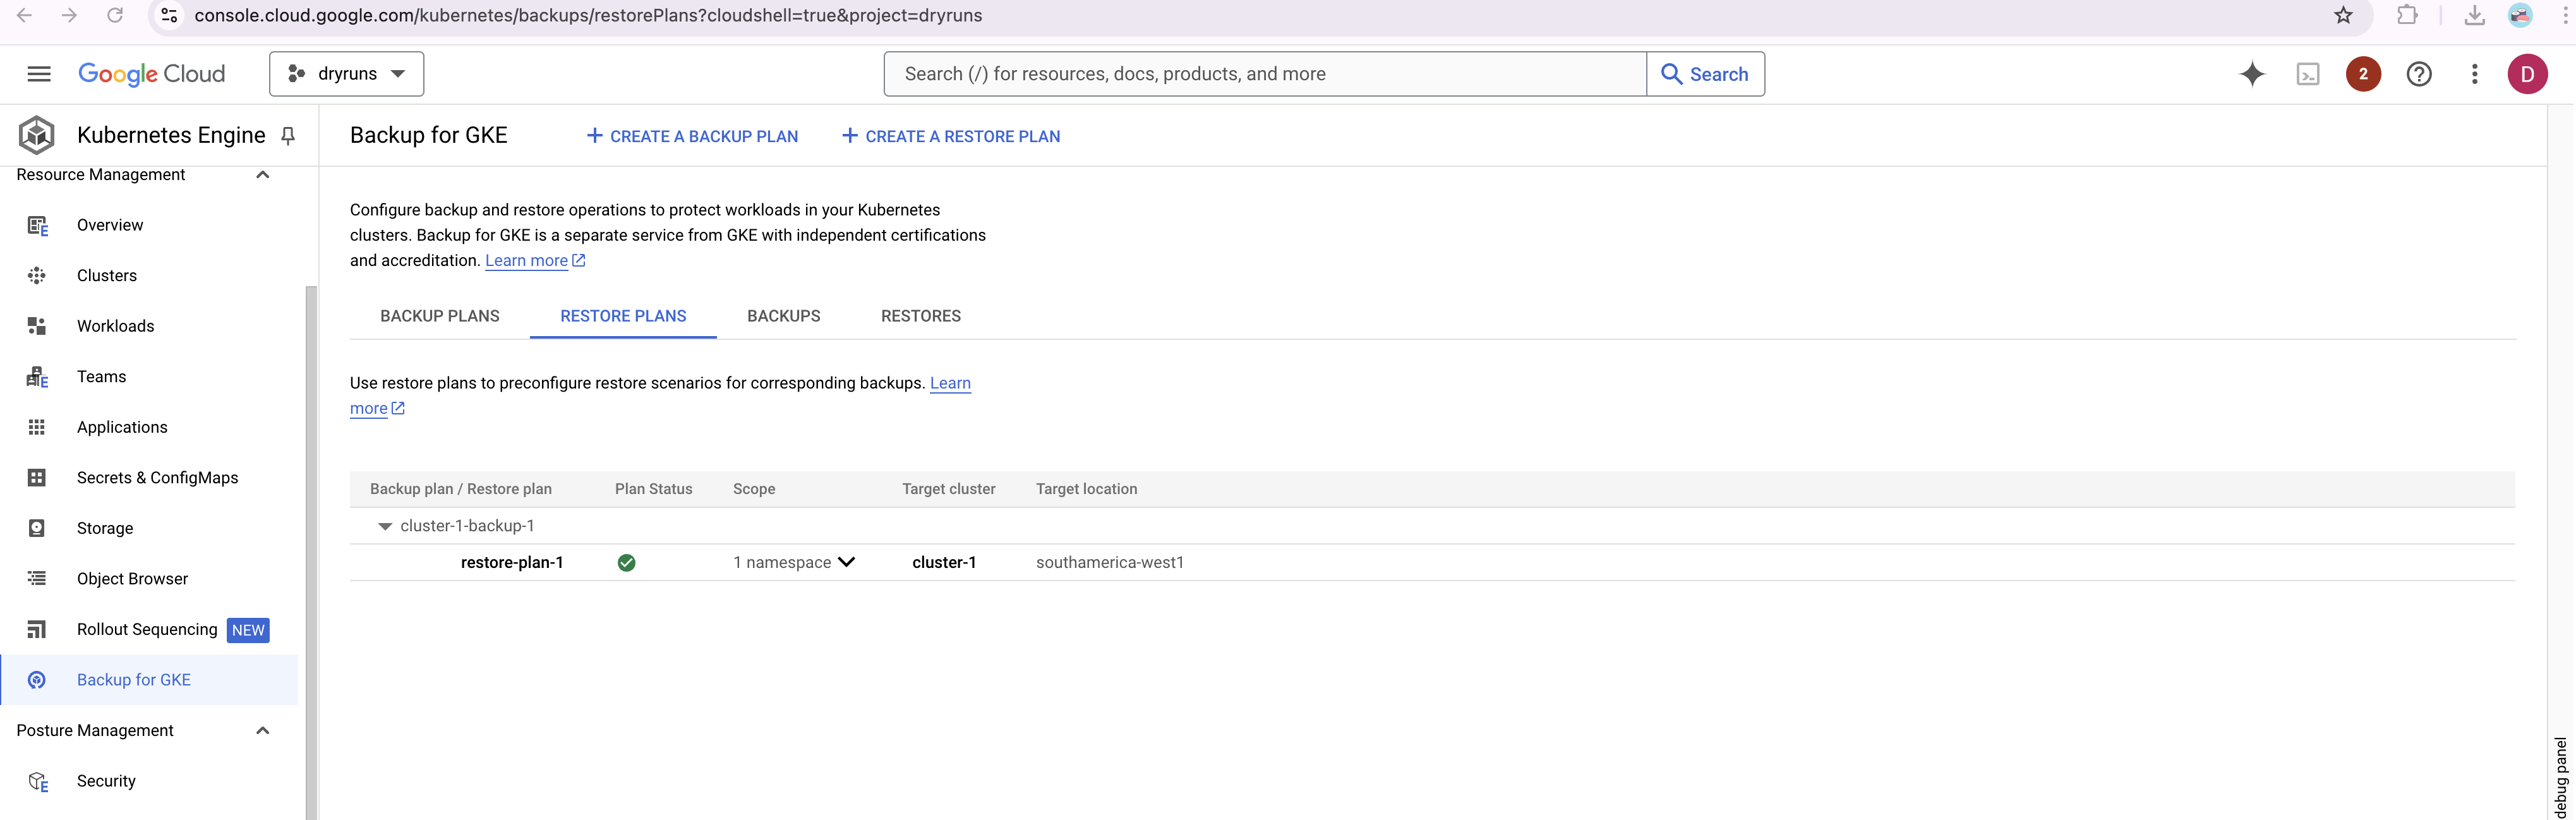 console.cloud.google.com/kubernetes/backups/restorePlans?cloudshell=true&project=dryruns
Google Cloud
dryruns
Search (/) for resources, docs, products, and more
Search
2
D
Kubernetes Engine
Resource Management
Overview
Clusters
Workloads
Teams
Applications
Secrets & ConfigMaps
Storage
Object Browser
Rollout Sequencing NEW
Backup for GKE
Posture Management
Security
Backup for GKE
CREATE A BACKUP PLAN
CREATE A RESTORE PLAN
Configure backup and restore operations to protect workloads in your Kubernetes
clusters. Backup for GKE is a separate service from GKE with independent certifications
and accreditation. Learn more
BACKUP PLANS RESTORE PLANS BACKUPS RESTORES
Use restore plans to preconfigure restore scenarios for corresponding backups. Learn
more
Backup plan / Restore plan Plan Status Scope Target cluster Target location
cluster-1-backup-1
restore-plan-1 1 namespace cluster-1 southamerica-west1
debug panel